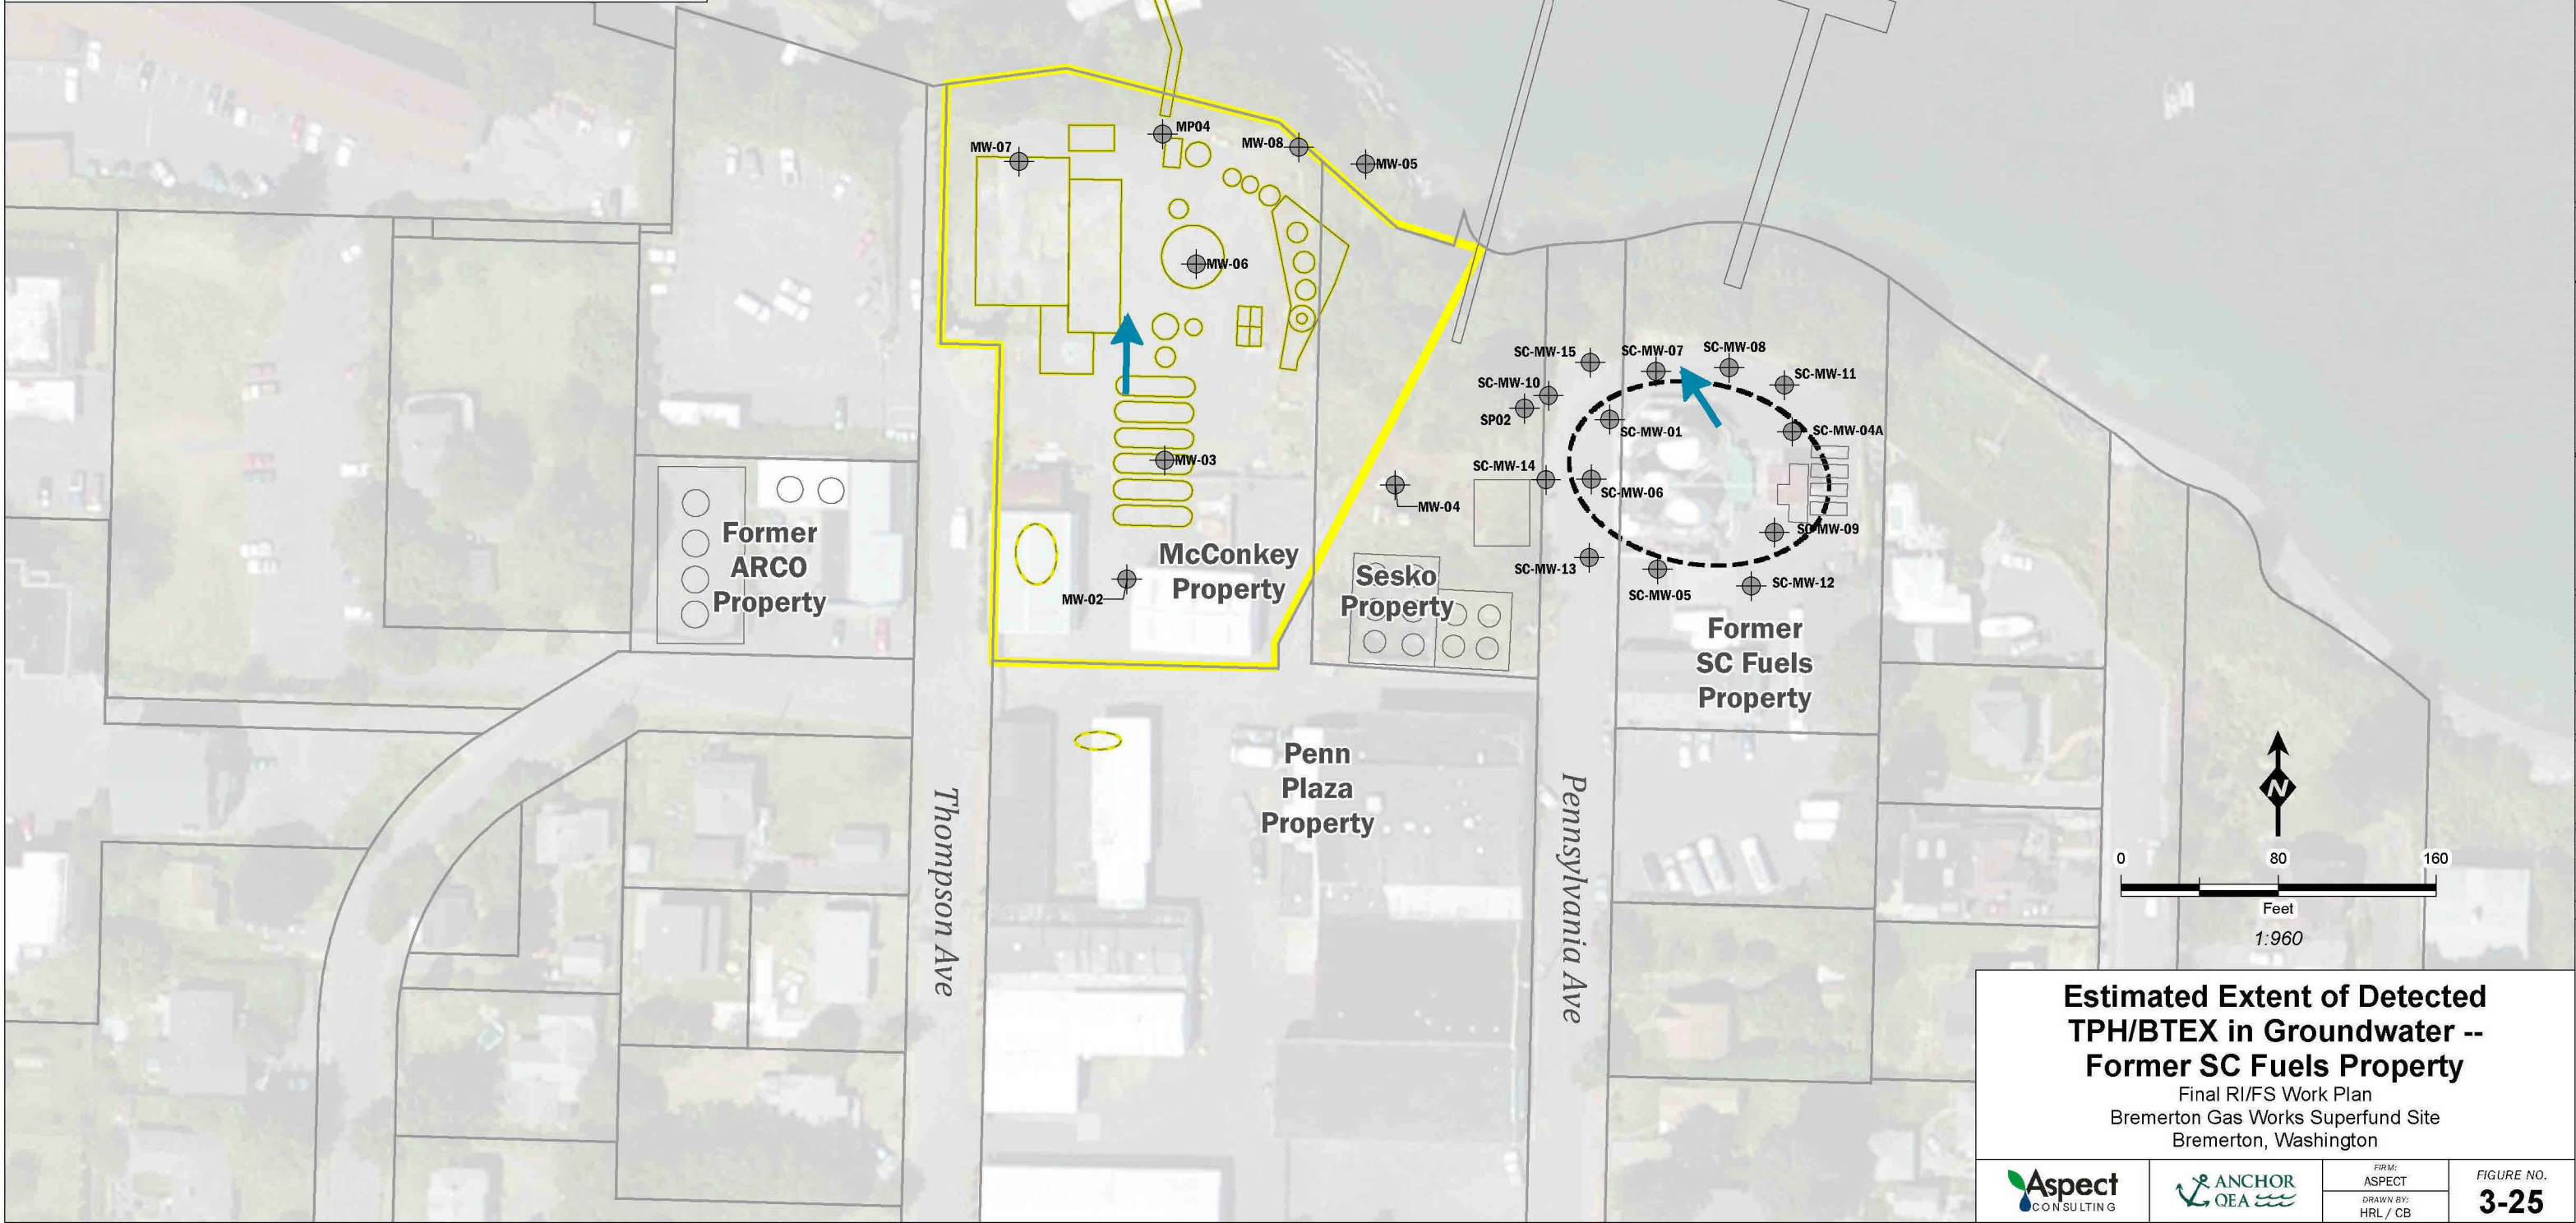 MP04
MW-07
MW-08
MW-05
MW-06
SC-MW-15
SC-MW-07
SC-MW-08
SC-MW-11
SC-MW-10
SP02
SC-MW-01
SC-MW-04A
MW-03
SC-MW-14
SC-MW-06
MW-04
SC-MW-09
SC-MW-13
SC-MW-05
SC-MW-12
MW-02
Former
ARCO
Property
McConkey
Property
Sesko
Property
Former
SC Fuels
Property
Penn
Plaza
Property
Thompson Ave
Pennsylvania Ave
N
0 80 160
Feet
1:960
Estimated Extent of Detected
TPH/BTEX in Groundwater --
Former SC Fuels Property
Final RI/FS Work Plan
Bremerton Gas Works Superfund Site
Bremerton, Washington
Aspect
CONSULTING
ANCHOR
QEA
FIRM:
ASPECT
DRAWN BY:
HRL / CB
FIGURE NO.
3-25